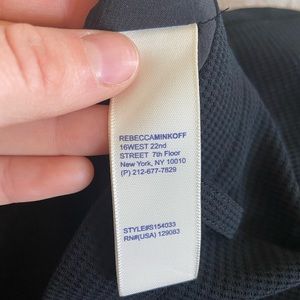 REBECCAMINKOFF
16WEST 22nd
STREET 7th Floor
New York, NY 10010
(P) 212-677-7829
STYLE#S154033
RN#(USA) 129083